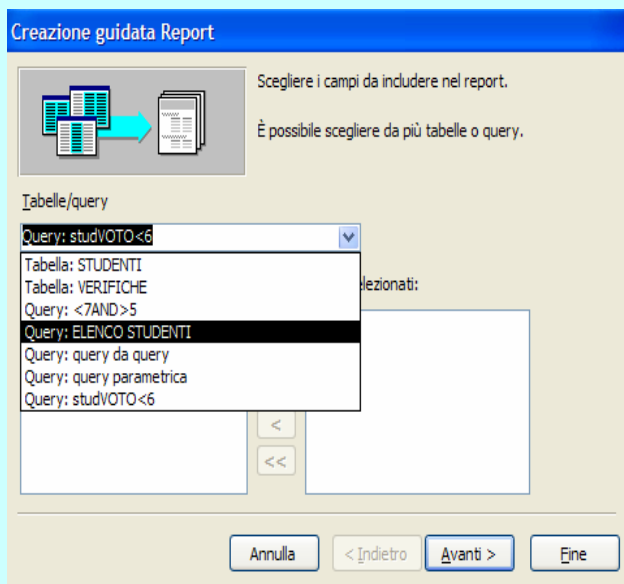 Creazione guidata Report
Scegliere i campi da includere nel report.
È possibile scegliere da più tabelle o query.
Tabelle/query
Query: studVOTO<6
Tabella: STUDENTI
Tabella: VERIFICHE
elezionati:
Query: <7AND>5
Query: ELENCO STUDENTI
Query: query da query
Query: query parametrica
Query: studVOTO<6
<
<<
Annulla
< Indietro
Avanti >
Fine